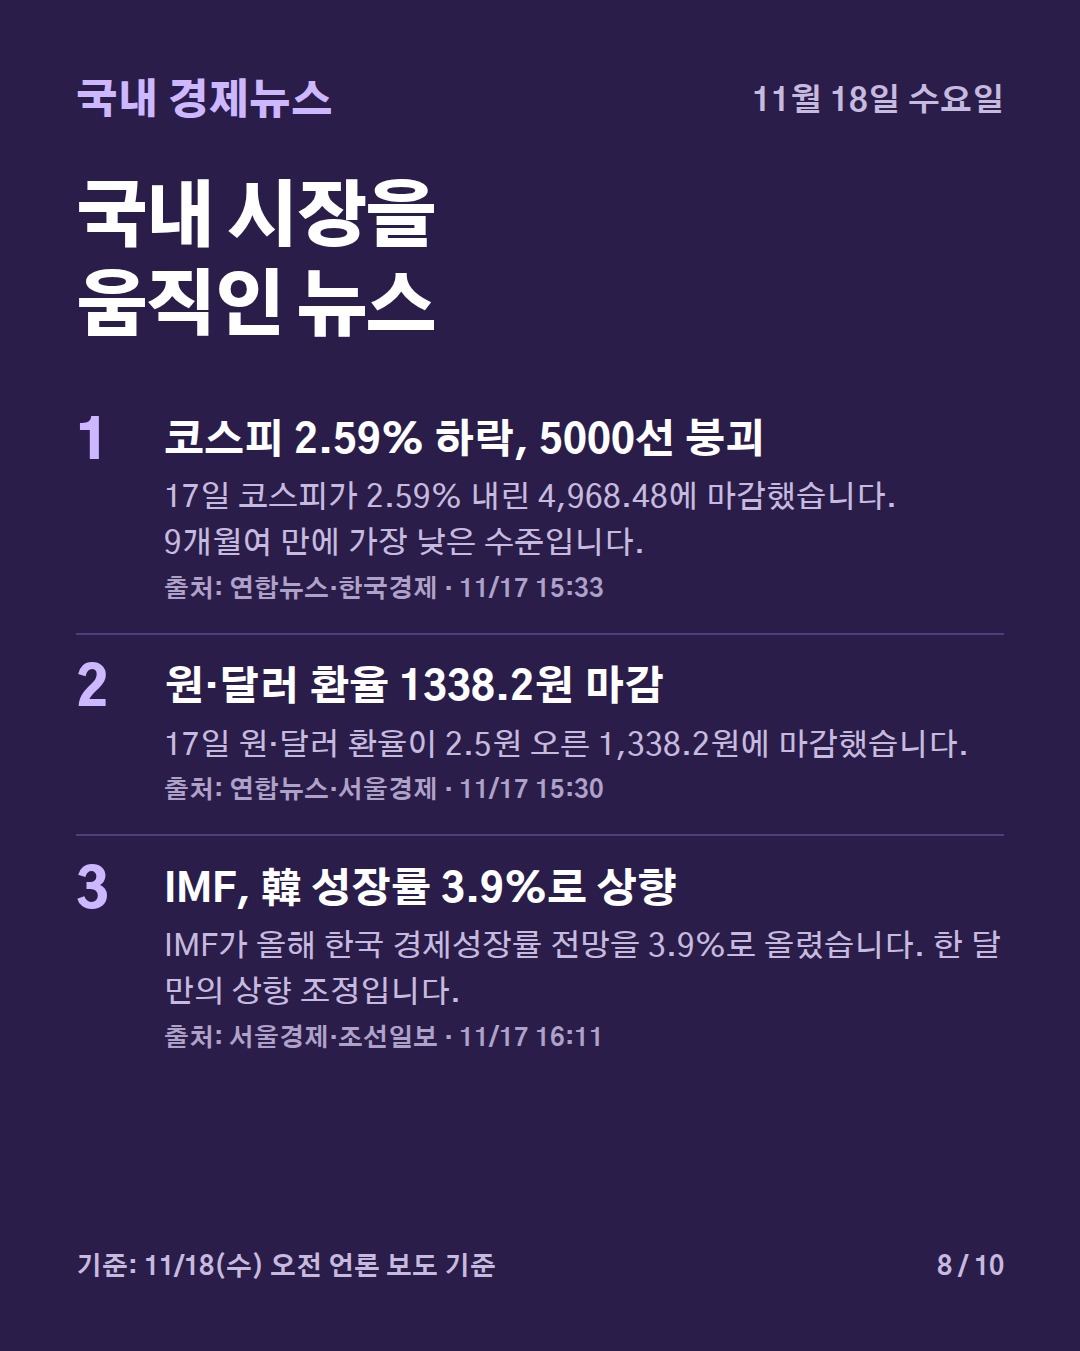 국내 경제뉴스
11월 18일 수요일
국내 시장을
움직인 뉴스
1
코스피 2.59% 하락, 5000선 붕괴
17일 코스피가 2.59% 내린 4,968.48에 마감했습니다.
9개월여 만에 가장 낮은 수준입니다.
출처: 연합뉴스·한국경제 · 11/17 15:33
2
원·달러 환율 1338.2원 마감
17일 원·달러 환율이 2.5원 오른 1,338.2원에 마감했습니다.
출처: 연합뉴스·서울경제 · 11/17 15:30
3
IMF, 韓 성장률 3.9%로 상향
IMF가 올해 한국 경제성장률 전망을 3.9%로 올렸습니다. 한 달
만의 상향 조정입니다.
출처: 서울경제·조선일보 · 11/17 16:11
기준: 11/18(수) 오전 언론 보도 기준
8 / 10